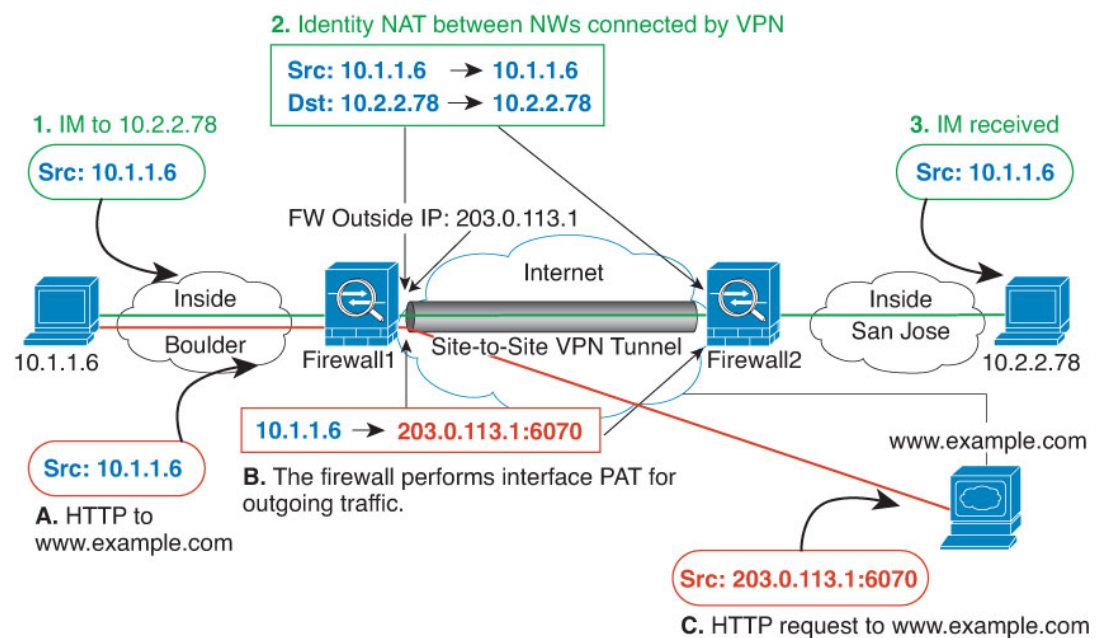 2. Identity NAT between NWs connected by VPN
Src: 10.1.1.6 → 10.1.1.6
Dst: 10.2.2.78 → 10.2.2.78
1. IM to 10.2.2.78
Src: 10.1.1.6
3. IM received
Src: 10.1.1.6
FW Outside IP: 203.0.113.1
Internet
Inside
Boulder
Inside
San Jose
10.1.1.6
Firewall1
Site-to-Site VPN Tunnel
Firewall2
10.2.2.78
10.1.1.6 → 203.0.113.1:6070
B. The firewall performs interface PAT for
outgoing traffic.
Src: 10.1.1.6
A. HTTP to
www.example.com
www.example.com
Src: 203.0.113.1:6070
C. HTTP request to www.example.com